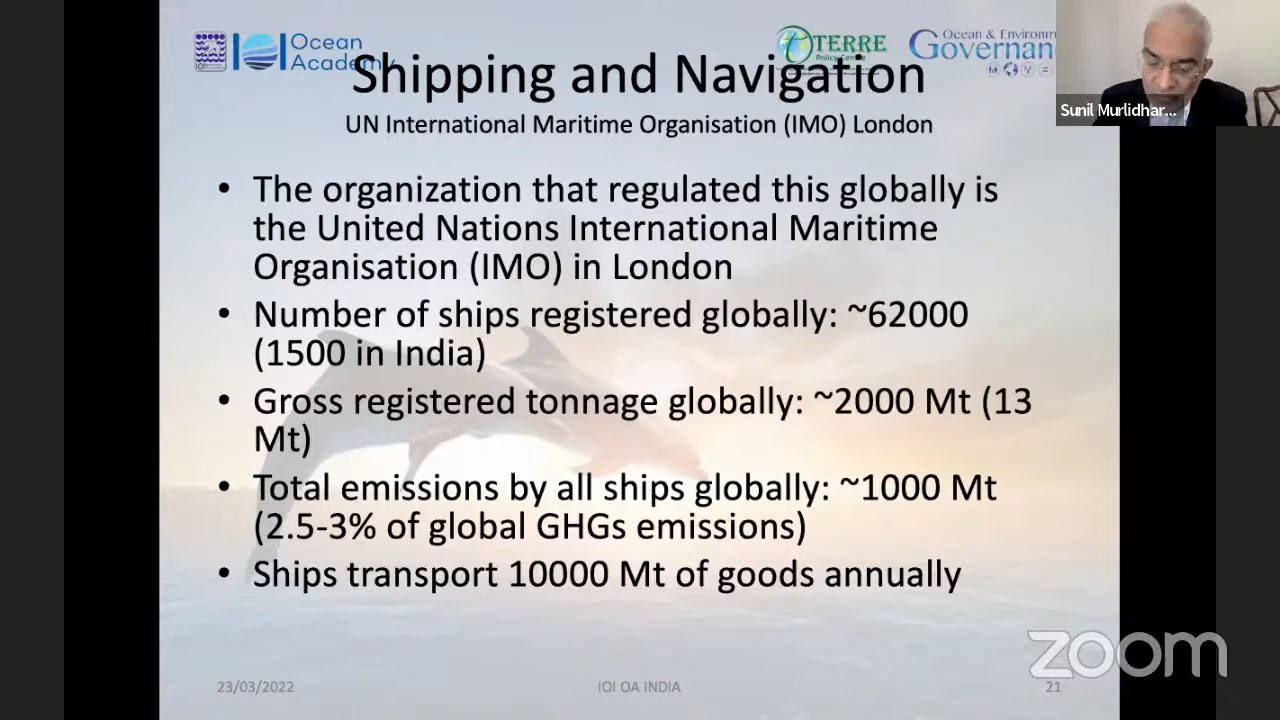 Ocean
Academy
TERRE
Policy Centre
Ocean & Environ
Governan
Shipping and Navigation
Sunil Murlidhar...
UN International Maritime Organisation (IMO) London
• The organization that regulated this globally is
the United Nations International Maritime
Organisation (IMO) in London
• Number of ships registered globally: ~62000
(1500 in India)
• Gross registered tonnage globally: ~2000 Mt (13
Mt)
• Total emissions by all ships globally: ~1000 Mt
(2.5-3% of global GHGs emissions)
• Ships transport 10000 Mt of goods annually
zoom
23/03/2022
IOI OA INDIA
21